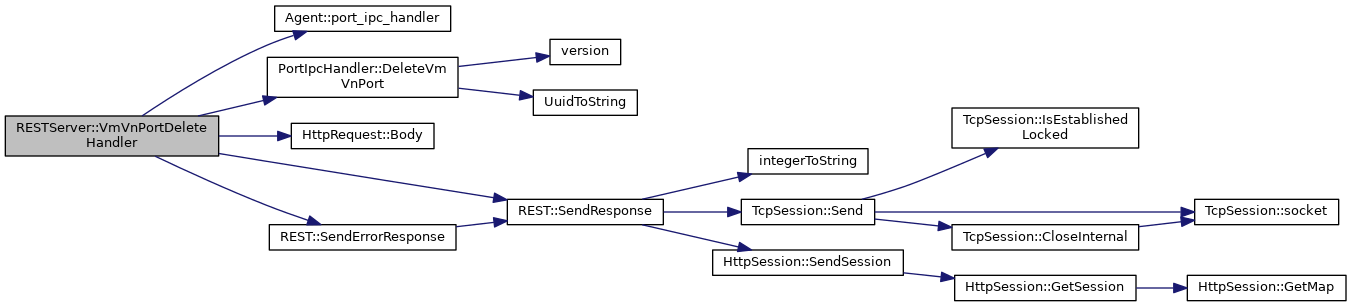 Agent::port_ipc_handler
PortIpcHandler::DeleteVm
VnPort
version
UuidToString
RESTServer::VmVnPortDelete
Handler
HttpRequest::Body
REST::SendErrorResponse
REST::SendResponse
integerToString
TcpSession::Send
HttpSession::SendSession
TcpSession::IsEstablished
Locked
TcpSession::socket
TcpSession::CloseInternal
HttpSession::GetSession
HttpSession::GetMap